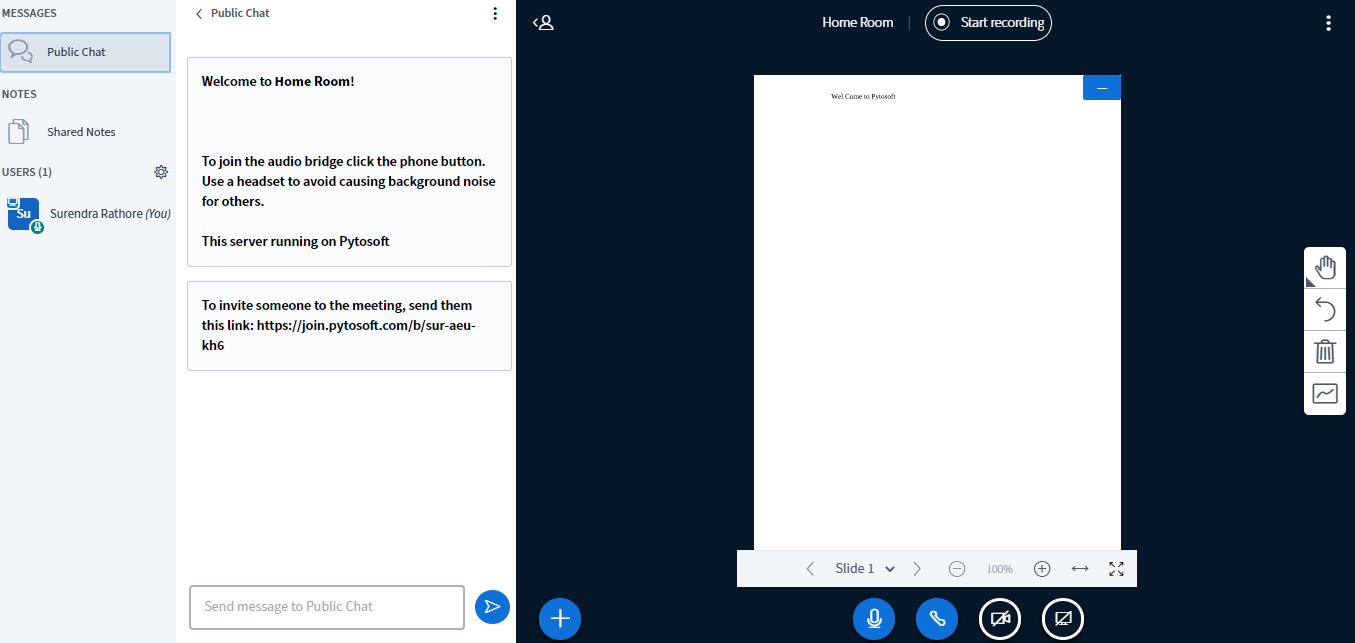 MESSAGES
Public Chat
NOTES
Shared Notes
USERS (1)
Su
Surendra Rathore (You)
Public Chat
Welcome to Home Room!
To join the audio bridge click the phone button.
Use a headset to avoid causing background noise
for others.
This server running on Pytosoft
To invite someone to the meeting, send them
this link: https://join.pytosoft.com/b/sur-aeu-
kh6
Send message to Public Chat
Home Room
Start recording
Wel Come to Pytosoft
Slide 1
100%